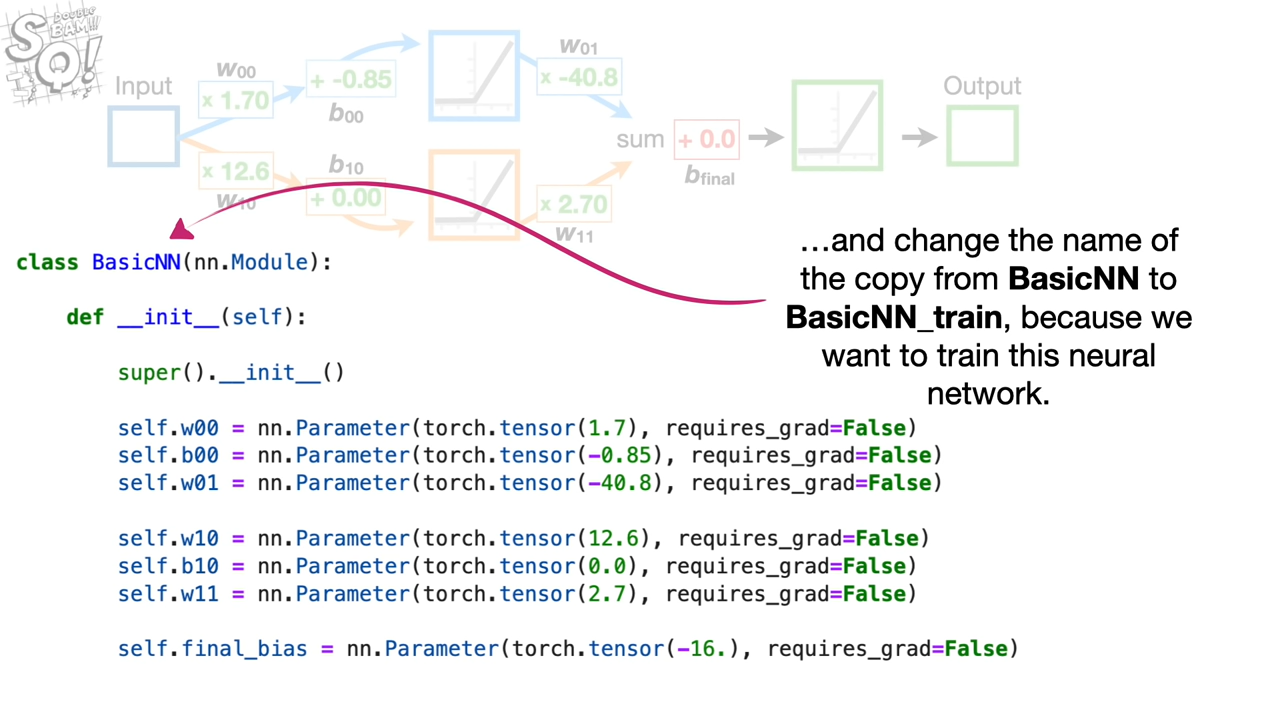 DOUBLE
BAM!!!
SQ!
Input
w00
x 1.70
+ -0.85
b00
w01
x -40.8
x 12.6
w10
b10
+ 0.00
sum
+ 0.0
bfinal
x 2.70
w11
Output
…and change the name of
the copy from BasicNN to
BasicNN_train, because we
want to train this neural
network.
class BasicNN(nn.Module):
def __init__(self):
super().__init__()
self.w00 = nn.Parameter(torch.tensor(1.7), requires_grad=False)
self.b00 = nn.Parameter(torch.tensor(-0.85), requires_grad=False)
self.w01 = nn.Parameter(torch.tensor(-40.8), requires_grad=False)
self.w10 = nn.Parameter(torch.tensor(12.6), requires_grad=False)
self.b10 = nn.Parameter(torch.tensor(0.0), requires_grad=False)
self.w11 = nn.Parameter(torch.tensor(2.7), requires_grad=False)
self.final_bias = nn.Parameter(torch.tensor(-16.), requires_grad=False)